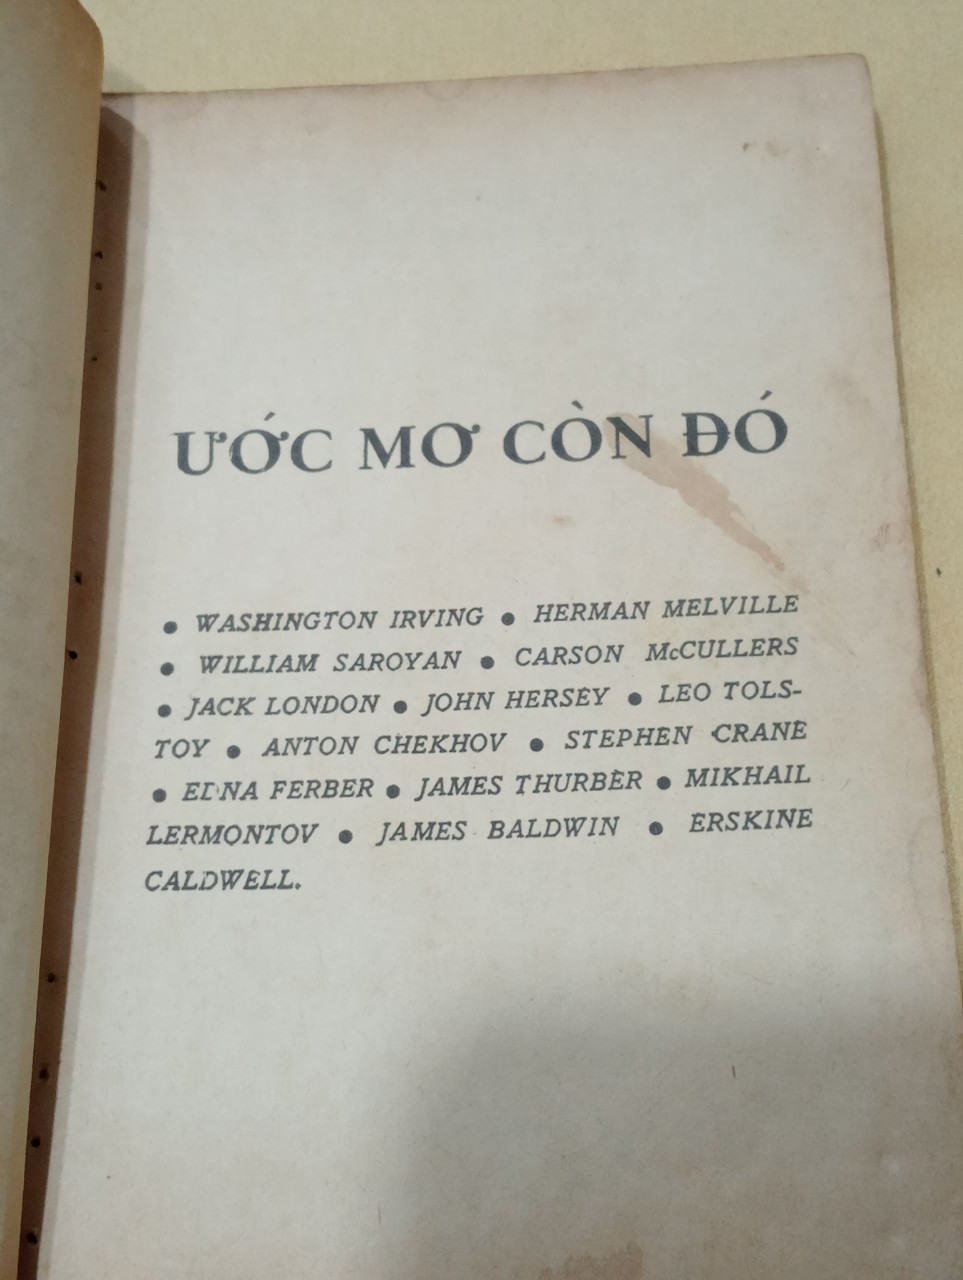 ƯỚC MƠ CÒN ĐÓ
● WASHINGTON IRVING ● HERMAN MELVILLE
● WILLIAM SAROYAN ● CARSON McCULLERS
● JACK LONDON ● JOHN HERSEY ● LEO TOLS-
TOY ● ANTON CHEKHOV ● STEPHEN CRANE
● EDNA FERBER ● JAMES THURBER ● MIKHAIL
LERMONTOV ● JAMES BALDWIN ● ERSKINE
CALDWELL.